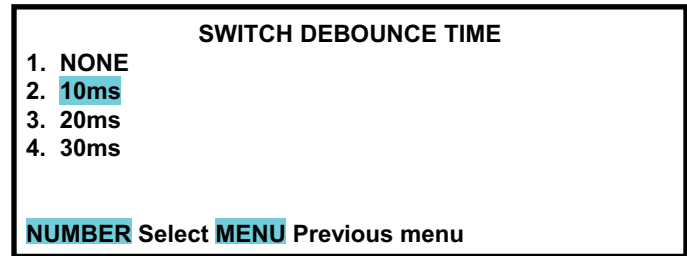 SWITCH DEBOUNCE TIME
1. NONE
2. 10ms
3. 20ms
4. 30ms
NUMBER Select MENU Previous menu